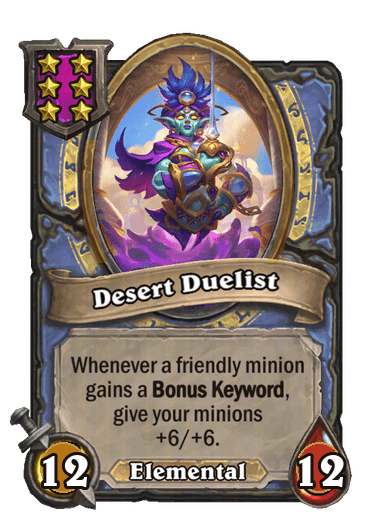 Desert Duelist
Whenever a friendly minion
gains a Bonus Keyword,
give your minions
+6/+6.
12
Elemental
12